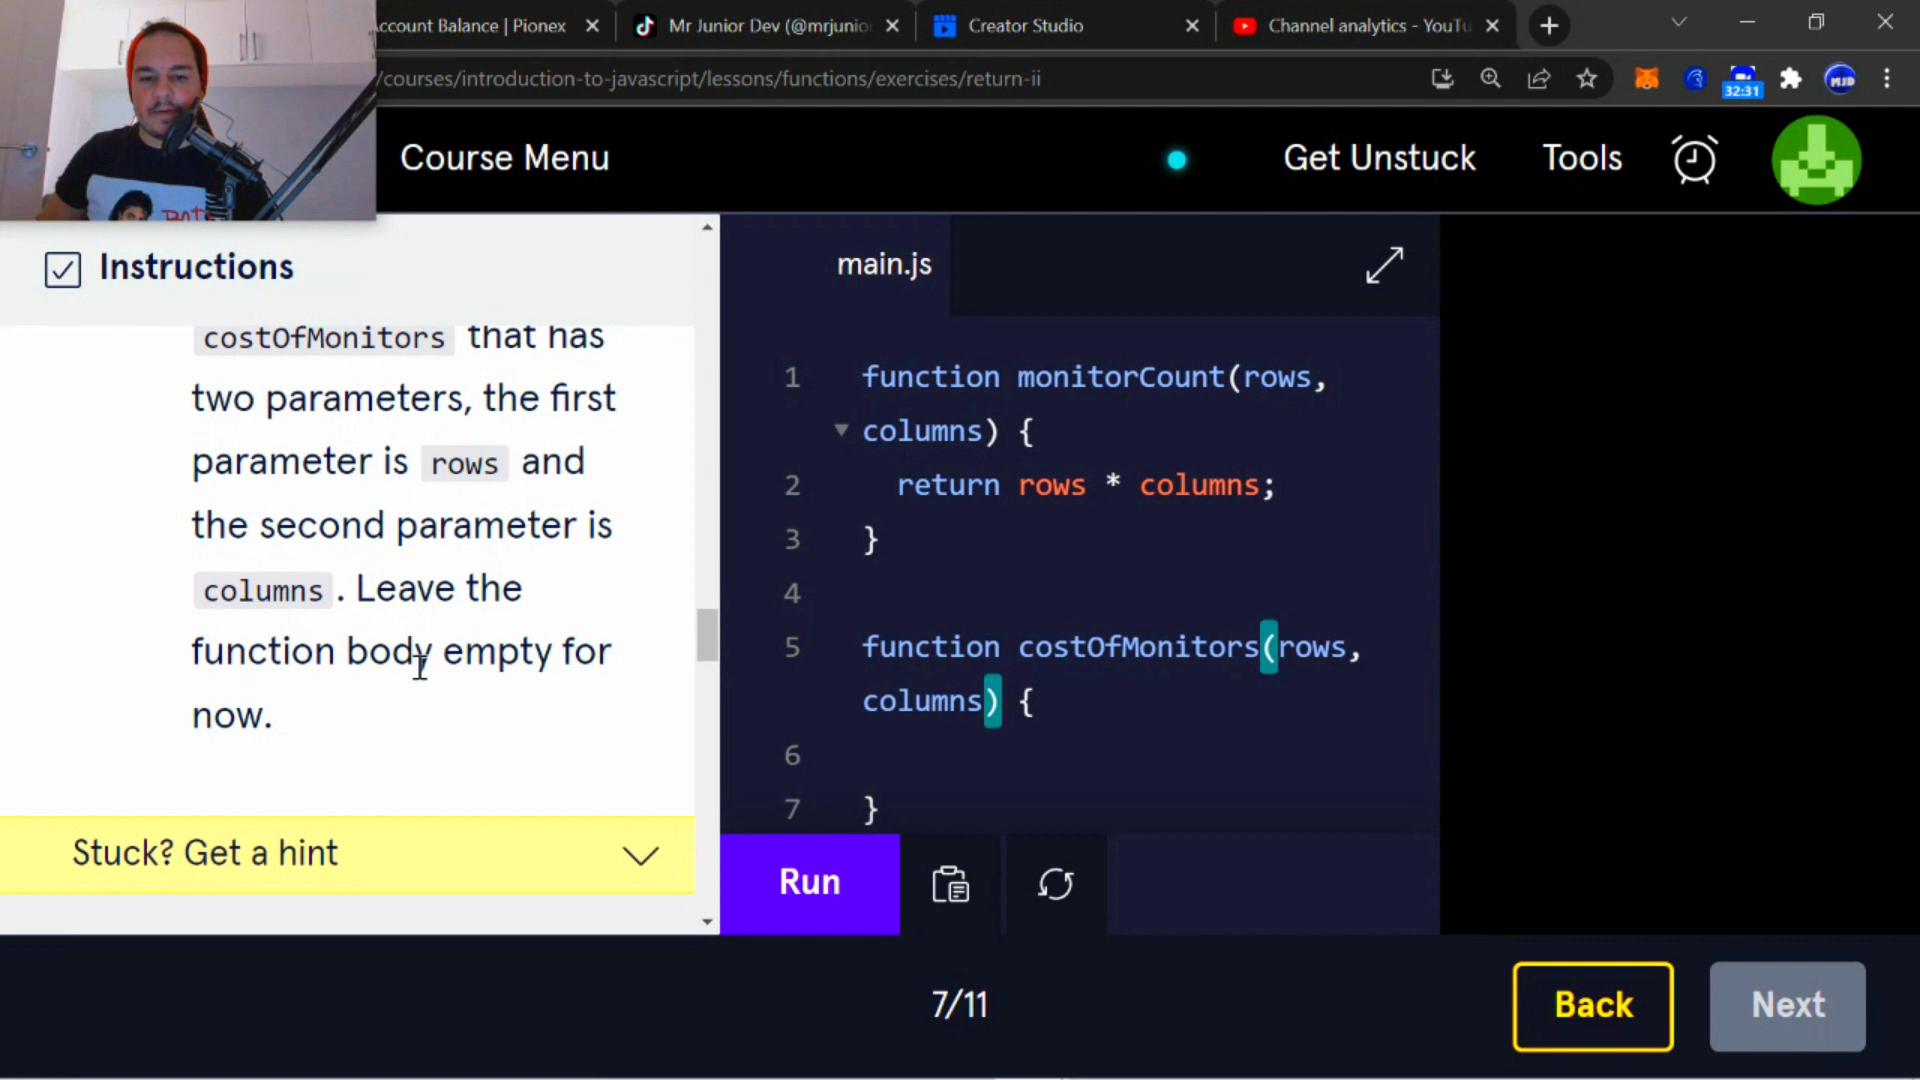 ccount Balance | Pionex
Mr Junior Dev (@mrjunio
Creator Studio
Channel analytics - YouTu
/courses/introduction-to-javascript/lessons/functions/exercises/return-ii
32:31
MJD
Course Menu
Get Unstuck
Tools
Instructions
costOfMonitors that has
two parameters, the first
parameter is rows and
the second parameter is
columns. Leave the
function body empty for
now.
Stuck? Get a hint
main.js
1 function monitorCount(rows,
columns) {
2 return rows * columns;
3 }
4
5 function costOfMonitors(rows,
columns) {
6
7 }
Run
7/11
Back
Next